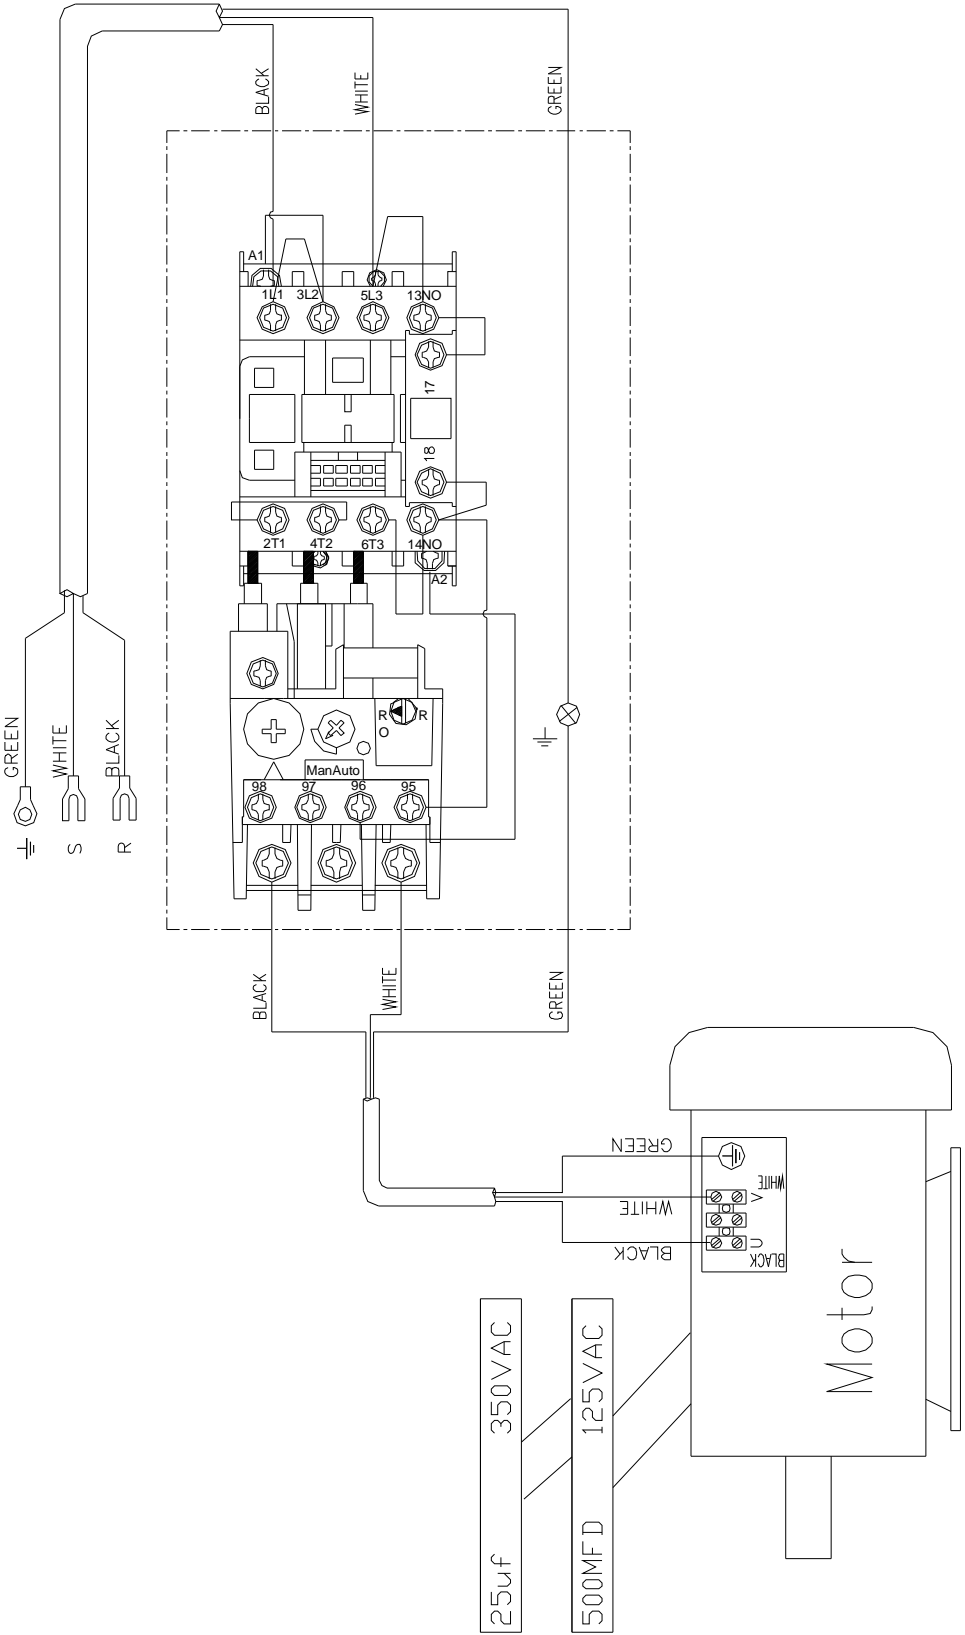 BLACK
WHITE
GREEN
A1
1L1 3L2 5L3 13NO
17
18
2T1 4T2 6T3 14NO
A2
R R
O
ManAuto
98 97 96 95
GREEN
WHITE
BLACK
S
R
BLACK
WHITE
GREEN
GREEN
WHITE
BLACK
WHITE
V
U
BLACK
Motor
25uf 350VAC
500MFD 125VAC